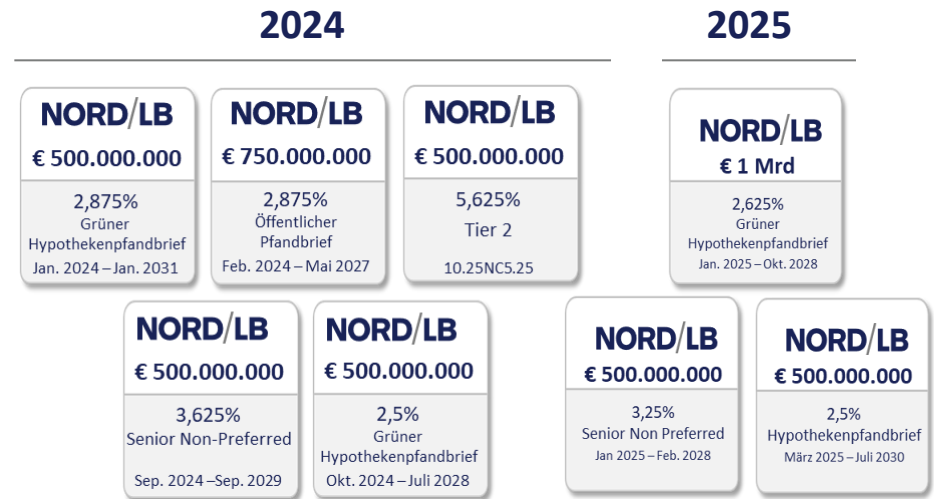 2024
2025
NORD/LB
€ 500.000.000
2,875%
Grüner
Hypothekenpfandbrief
Jan. 2024 – Jan. 2031
NORD/LB
€ 750.000.000
2,875%
Öffentlicher
Pfandbrief
Feb. 2024 – Mai 2027
NORD/LB
€ 500.000.000
5,625%
Tier 2
10.25NC5.25
NORD/LB
€ 1 Mrd
2,625%
Grüner
Hypothekenpfandbrief
Jan. 2025 – Okt. 2028
NORD/LB
€ 500.000.000
3,625%
Senior Non-Preferred
Sep. 2024 –Sep. 2029
NORD/LB
€ 500.000.000
2,5%
Grüner
Hypothekenpfandbrief
Okt. 2024 – Juli 2028
NORD/LB
€ 500.000.000
3,25%
Senior Non Preferred
Jan 2025 – Feb. 2028
NORD/LB
€ 500.000.000
2,5%
Hypothekenpfandbrief
März 2025 – Juli 2030